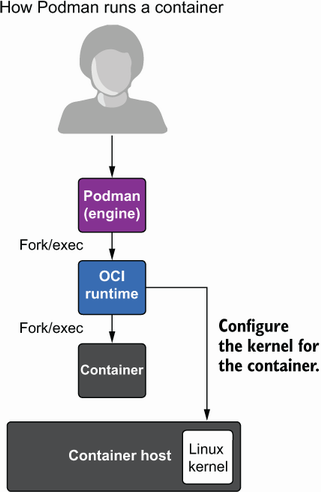 How Podman runs a container
Podman
(engine)
Fork/exec
OCI
runtime
Fork/exec
Configure
the kernel for
the container.
Container
Container host
Linux
kernel